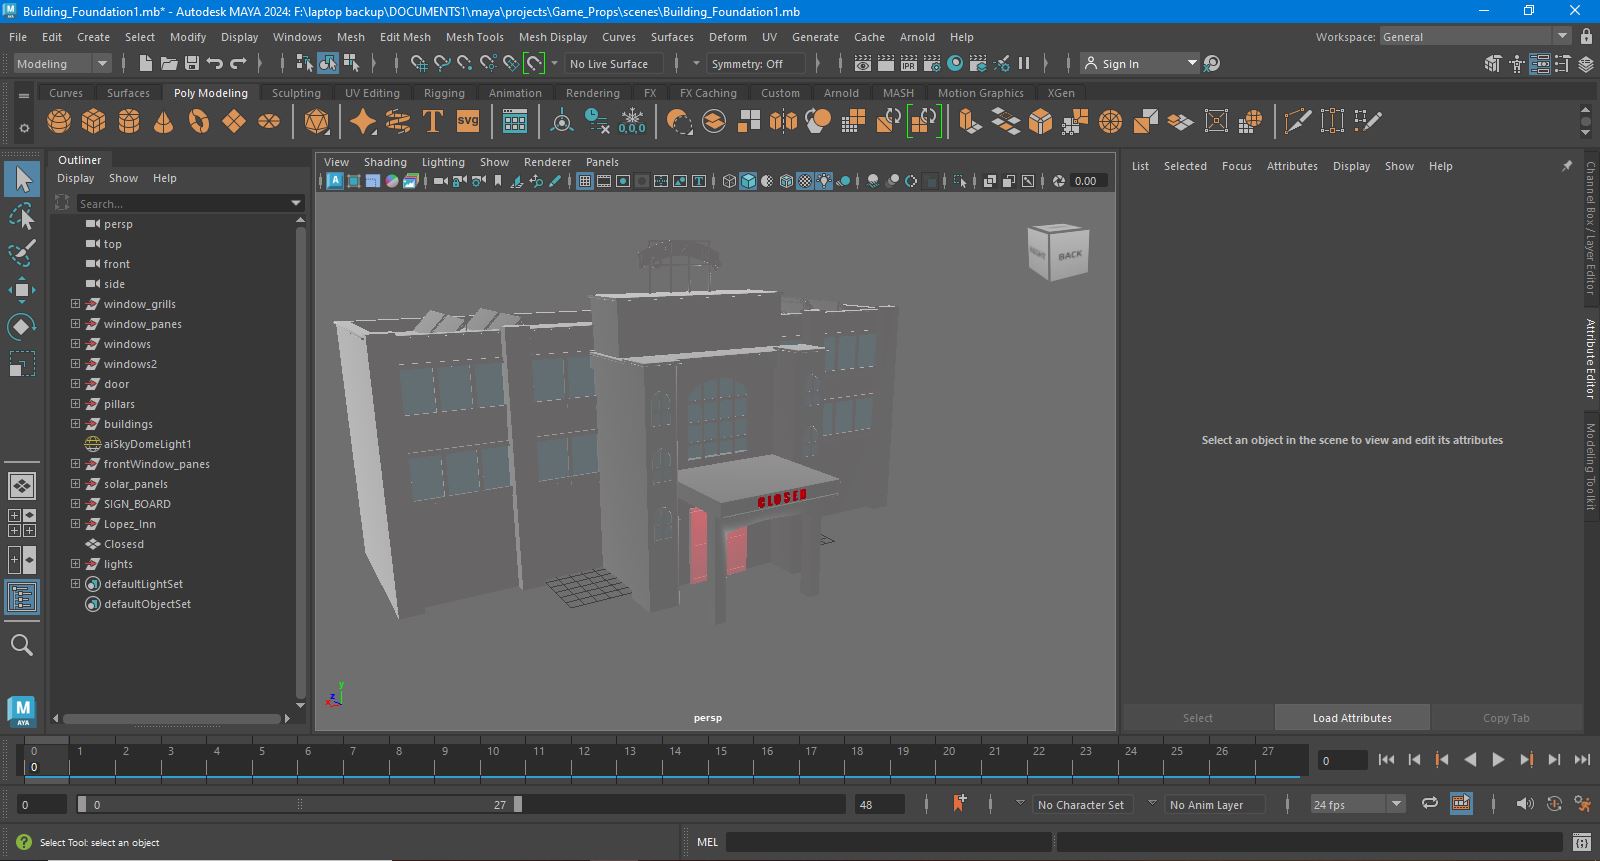 Building_Foundation1.mb* - Autodesk MAYA 2024: F:\laptop backup\DOCUMENTS1\maya\projects\Game_Props\scenes\Building_Foundation1.mb
File Edit Create Select Modify Display Windows Mesh Edit Mesh Mesh Tools Mesh Display Curves Surfaces Deform UV Generate Cache Arnold Help Workspace: General
Modeling No Live Surface Symmetry: Off IPR Sign In
Curves Surfaces Poly Modeling Sculpting UV Editing Rigging Animation Rendering FX FX Caching Custom Arnold MASH Motion Graphics XGen
T SVG 0,0,0
Outliner
Display Show Help
Search...
persp
top
front
side
window_grills
window_panes
windows
windows2
door
pillars
buildings
aiSkyDomeLight1
frontWindow_panes
solar_panels
SIGN_BOARD
Lopez_Inn
Closesd
lights
defaultLightSet
defaultObjectSet
View Shading Lighting Show Renderer Panels
0.00
RIGHT BACK
CLOSED
y
z
x
persp
List Selected Focus Attributes Display Show Help
Select an object in the scene to view and edit its attributes
Select Load Attributes Copy Tab
Channel Box / Layer Editor
Attribute Editor
Modeling Toolkit
M
AYA
0 1 2 3 4 5 6 7 8 9 10 11 12 13 14 15 16 17 18 19 20 21 22 23 24 25 26 27
0 0
0 0 27 48 No Character Set No Anim Layer 24 fps
Select Tool: select an object MEL